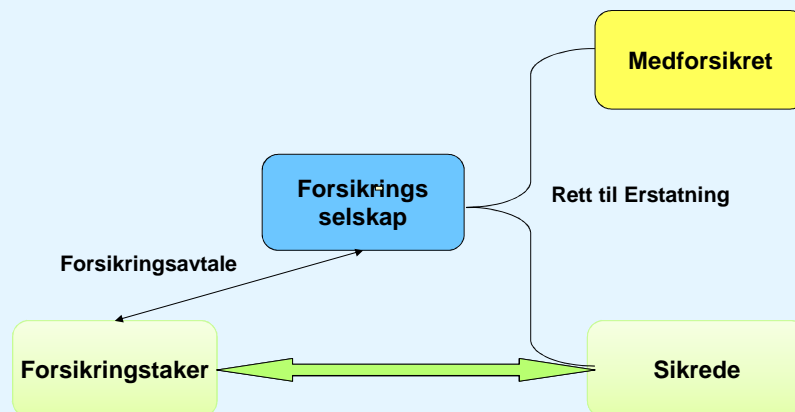 Medforsikret
Forsikrings
selskap
Rett til Erstatning
Forsikringsavtale
Forsikringstaker
Sikrede